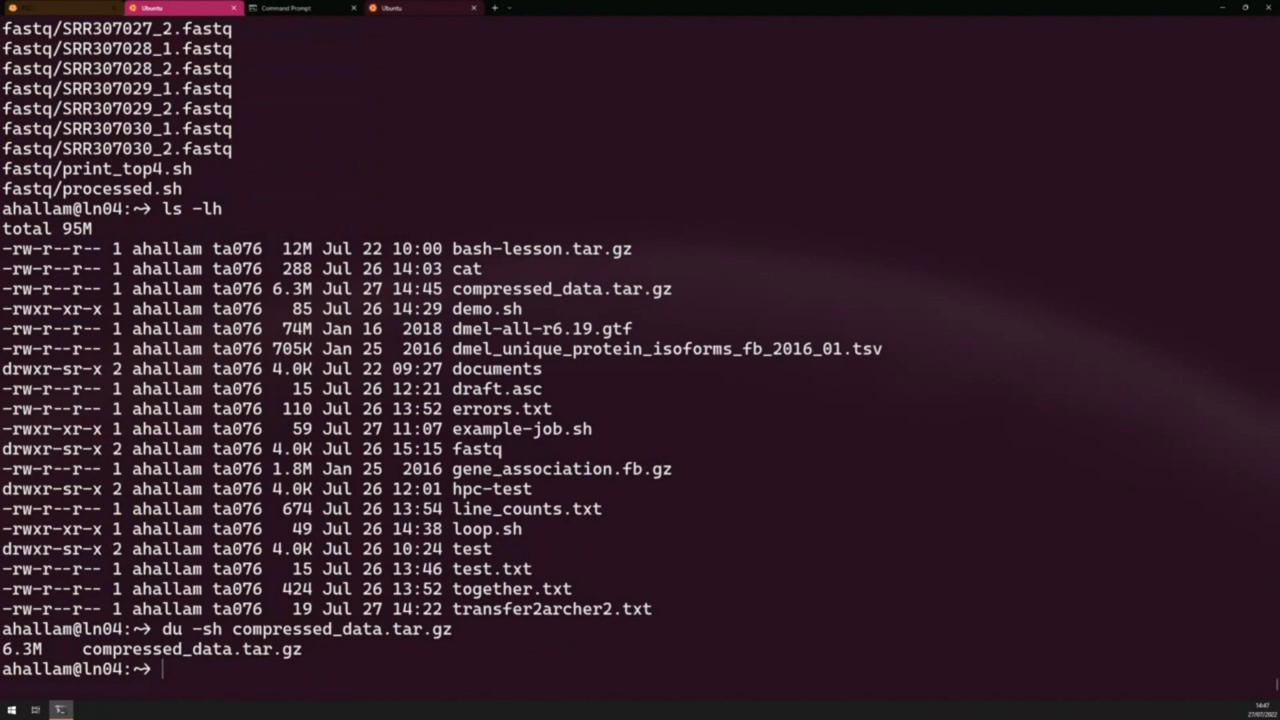 Ubuntu
Command Prompt
Ubuntu
fastq/SRR307027_2.fastq
fastq/SRR307028_1.fastq
fastq/SRR307028_2.fastq
fastq/SRR307029_1.fastq
fastq/SRR307029_2.fastq
fastq/SRR307030_1.fastq
fastq/SRR307030_2.fastq
fastq/print_top4.sh
fastq/processed.sh
ahallam@ln04:~> ls -lh
total 95M
-rw-r--r-- 1 ahallam ta076  12M Jul 22 10:00 bash-lesson.tar.gz
-rw-r--r-- 1 ahallam ta076  288 Jul 26 14:03 cat
-rw-r--r-- 1 ahallam ta076 6.3M Jul 27 14:45 compressed_data.tar.gz
-rwxr-xr-x 1 ahallam ta076   85 Jul 26 14:29 demo.sh
-rw-r--r-- 1 ahallam ta076  74M Jan 16  2018 dmel-all-r6.19.gtf
-rw-r--r-- 1 ahallam ta076 705K Jan 25  2016 dmel_unique_protein_isoforms_fb_2016_01.tsv
drwxr-sr-x 2 ahallam ta076 4.0K Jul 22 09:27 documents
-rw-r--r-- 1 ahallam ta076   15 Jul 26 12:21 draft.asc
-rw-r--r-- 1 ahallam ta076  110 Jul 26 13:52 errors.txt
-rw-r--r-- 1 ahallam ta076   59 Jul 27 11:07 example-job.sh
drwxr-sr-x 2 ahallam ta076 4.0K Jul 26 15:15 fastq
-rw-r--r-- 1 ahallam ta076 1.8M Jan 25  2016 gene_association.fb.gz
drwxr-sr-x 2 ahallam ta076 4.0K Jul 26 12:01 hpc-test
-rw-r--r-- 1 ahallam ta076  674 Jul 26 13:54 line_counts.txt
-rwxr-xr-x 1 ahallam ta076   49 Jul 26 14:38 loop.sh
drwxr-sr-x 2 ahallam ta076 4.0K Jul 26 10:24 test
-rw-r--r-- 1 ahallam ta076   15 Jul 26 13:46 test.txt
-rw-r--r-- 1 ahallam ta076  424 Jul 26 13:52 together.txt
-rw-r--r-- 1 ahallam ta076   19 Jul 27 14:22 transfer2archer2.txt
ahallam@ln04:~> du -sh compressed_data.tar.gz
6.3M    compressed_data.tar.gz
ahallam@ln04:~>
14:47
27/07/2022